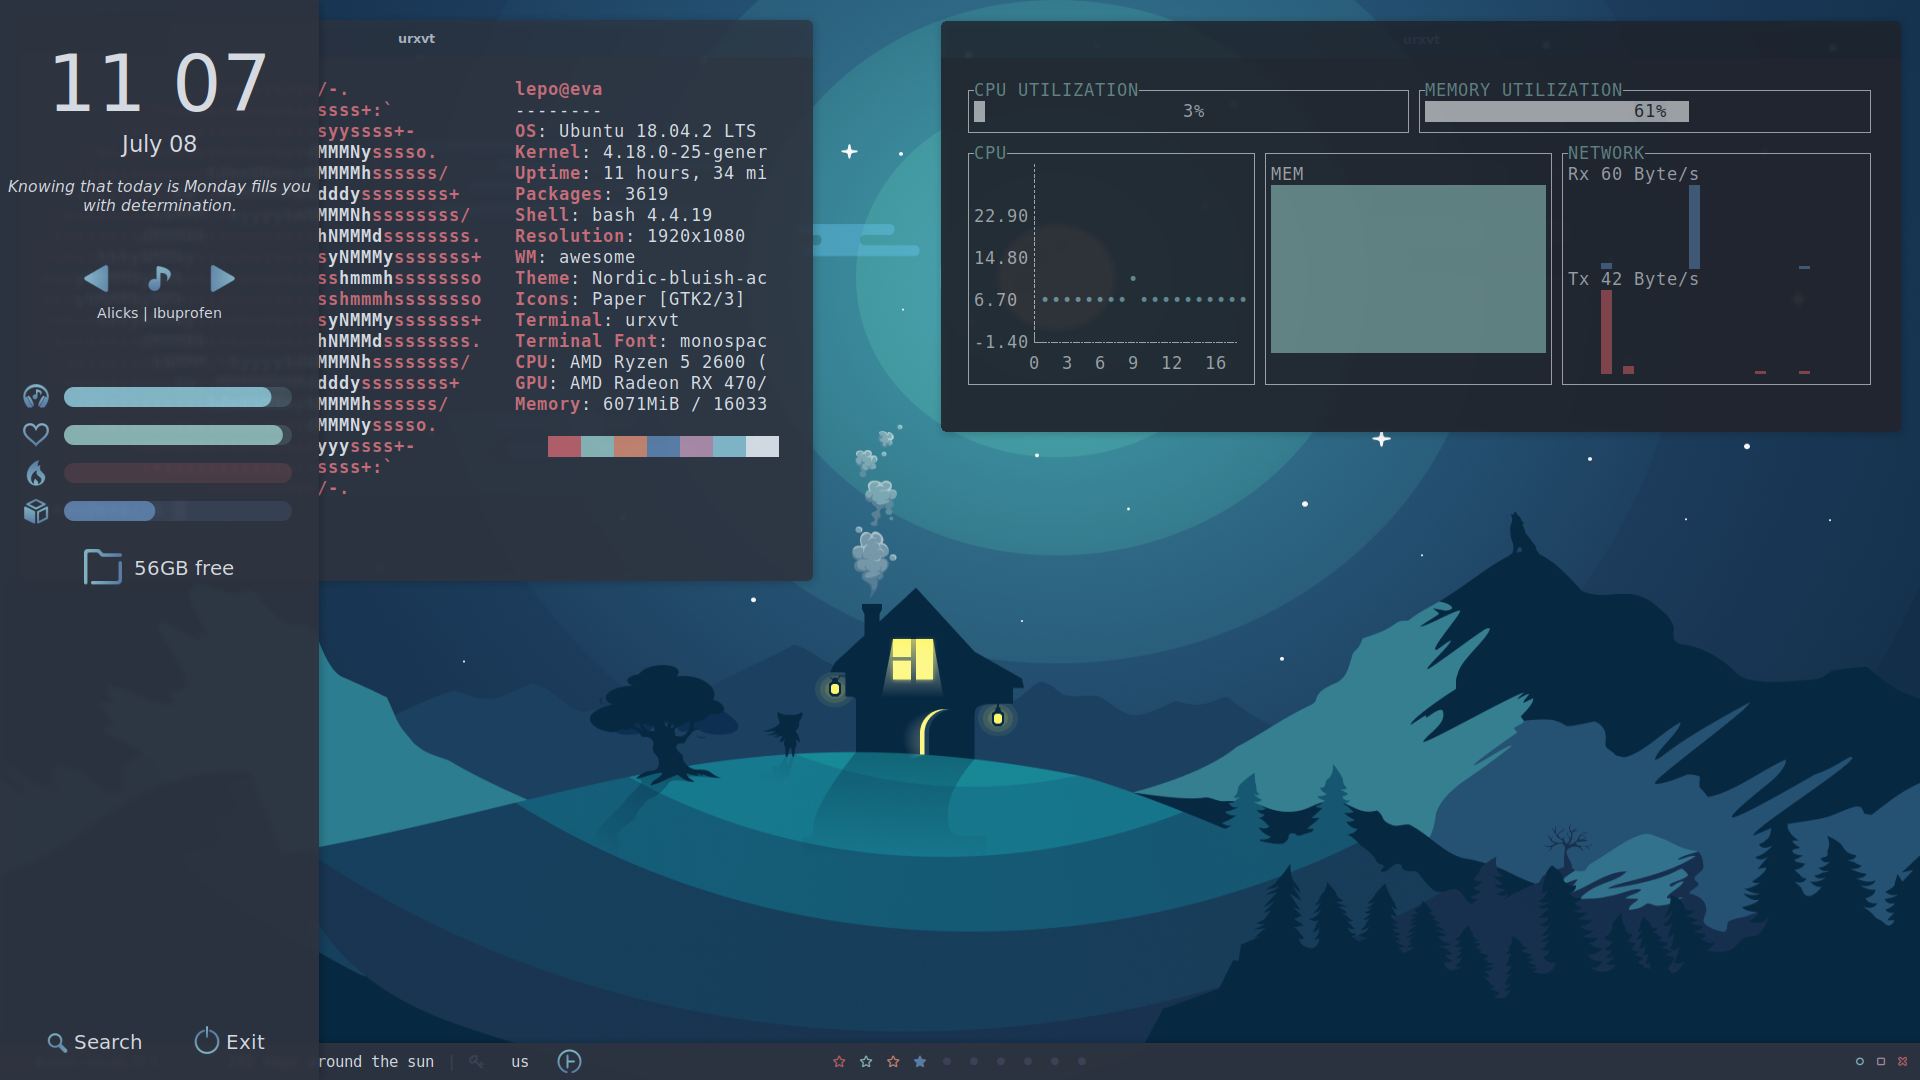 11 07
July 08
Knowing that today is Monday fills you
with determination.
Alicks | Ibuprofen
56GB free
Search
Exit
urxvt
/-.
ssss+:`
syyssss+-
MMMNysssso.
MMMMhssssss/
dddyssssssss+
MMMNhssssssss/
hNMMMdssssssss.
syNMMMysssssss+
sshmmmhssssssso
sshmmmhssssssso
syNMMMysssssss+
hNMMMdssssssss.
MMMNhssssssss/
dddyssssssss+
MMMMhssssss/
MMMNysssso.
yyyssss+-
ssss+:`
/-.
lepo@eva
--------
OS: Ubuntu 18.04.2 LTS
Kernel: 4.18.0-25-gener
Uptime: 11 hours, 34 mi
Packages: 3619
Shell: bash 4.4.19
Resolution: 1920x1080
WM: awesome
Theme: Nordic-bluish-ac
Icons: Paper [GTK2/3]
Terminal: urxvt
Terminal Font: monospac
CPU: AMD Ryzen 5 2600 (
GPU: AMD Radeon RX 470/
Memory: 6071MiB / 16033
urxvt
CPU UTILIZATION
3%
MEMORY UTILIZATION
61%
CPU
22.90
14.80
6.70
-1.40
0 3 6 9 12 16
MEM
NETWORK
Rx 60 Byte/s
Tx 42 Byte/s
round the sun |
us